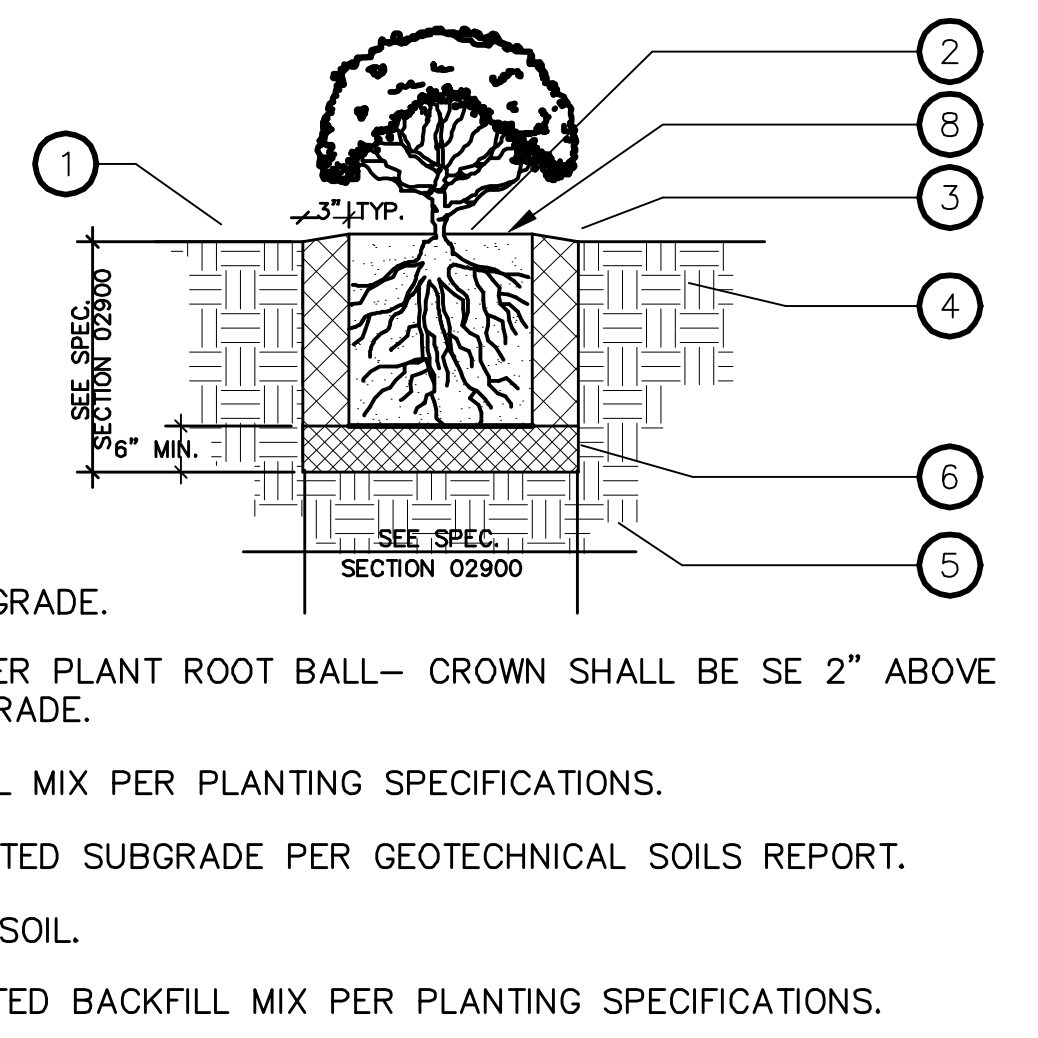 2
8
1
3
3” TYP.
4
SEE SPEC.
SECTION 02900
6” MIN.
6
SEE SPEC.
SECTION 02900
5
GRADE.
ER PLANT ROOT BALL– CROWN SHALL BE SE 2” ABOVE
RADE.
L MIX PER PLANTING SPECIFICATIONS.
TED SUBGRADE PER GEOTECHNICAL SOILS REPORT.
SOIL.
TED BACKFILL MIX PER PLANTING SPECIFICATIONS.